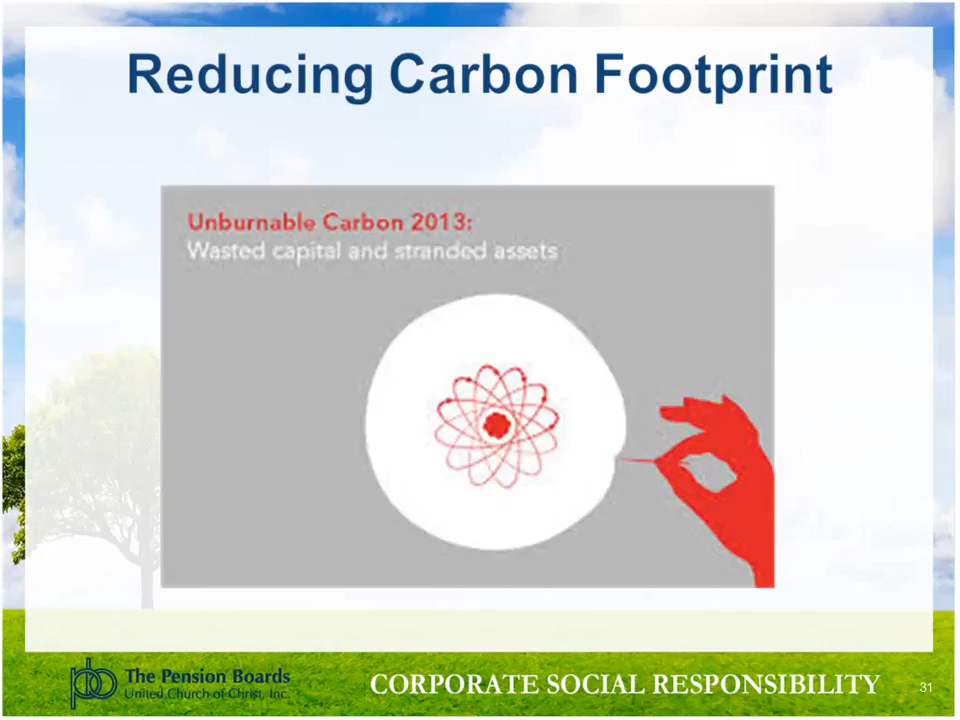 Reducing Carbon Footprint
Unburnable Carbon 2013:
Wasted capital and stranded assets
The Pension Boards
United Church of Christ, Inc.
CORPORATE SOCIAL RESPONSIBILITY
31